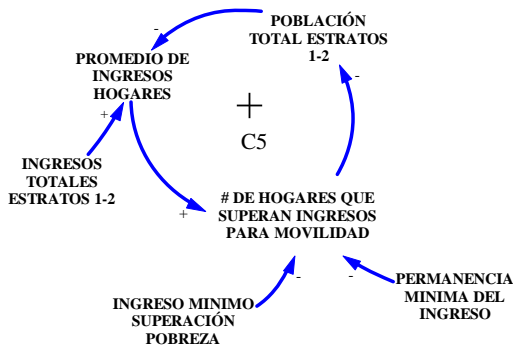 POBLACIÓN
TOTAL ESTRATOS
1-2
-
-
PROMEDIO DE
INGRESOS
HOGARES
+
+
C5
INGRESOS
TOTALES
ESTRATOS 1-2
+
# DE HOGARES QUE
SUPERAN INGRESOS
PARA MOVILIDAD
-
-
INGRESO MINIMO
SUPERACIÓN
POBREZA
PERMANENCIA
MINIMA DEL
INGRESO